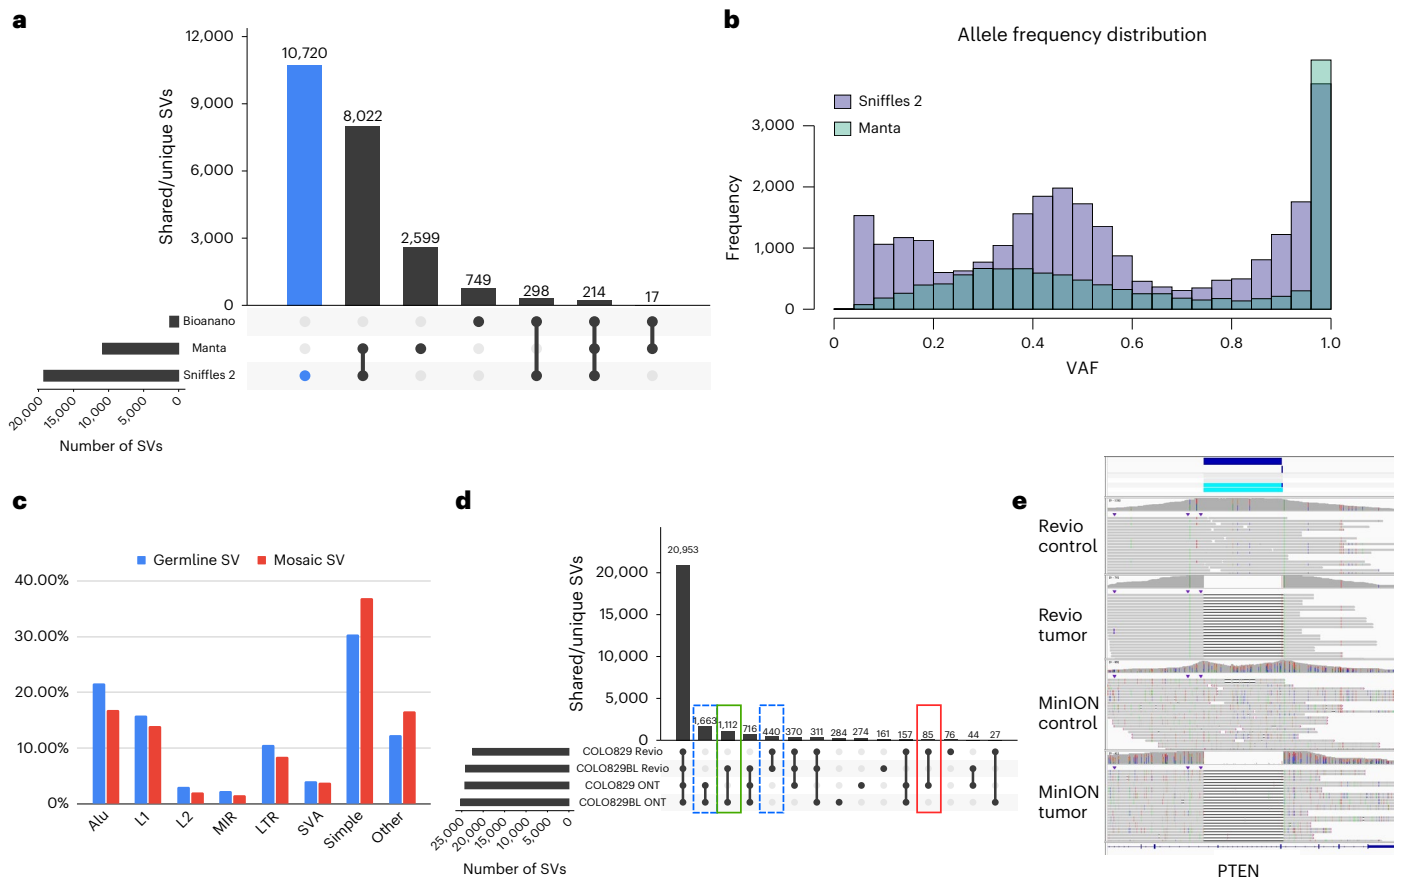 a
12,000
9,000
6,000
3,000
0
Shared/unique SVs
10,720
8,022
2,599
749
298
214
17
Bioanano
Manta
Sniffles 2
20,000
15,000
10,000
5,000
0
Number of SVs
b
Allele frequency distribution
Sniffles 2
Manta
3,000
2,000
1,000
0
Frequency
0
0.2
0.4
0.6
0.8
1.0
VAF
c
Germline SV
Mosaic SV
40.00%
30.00%
20.00%
10.00%
0%
Alu
L1
L2
MIR
LTR
SVA
Simple
Other
d
Shared/unique SVs
20,000
15,000
10,000
5,000
0
20,953
1,663
1,112
716
440
370
311
284
274
161
157
85
76
44
27
COLO829 Revio
COLO829BL Revio
COLO829 ONT
COLO829BL ONT
25,000
20,000
15,000
10,000
5,000
0
Number of SVs
e
Revio
control
Revio
tumor
MinION
control
MinION
tumor
PTEN